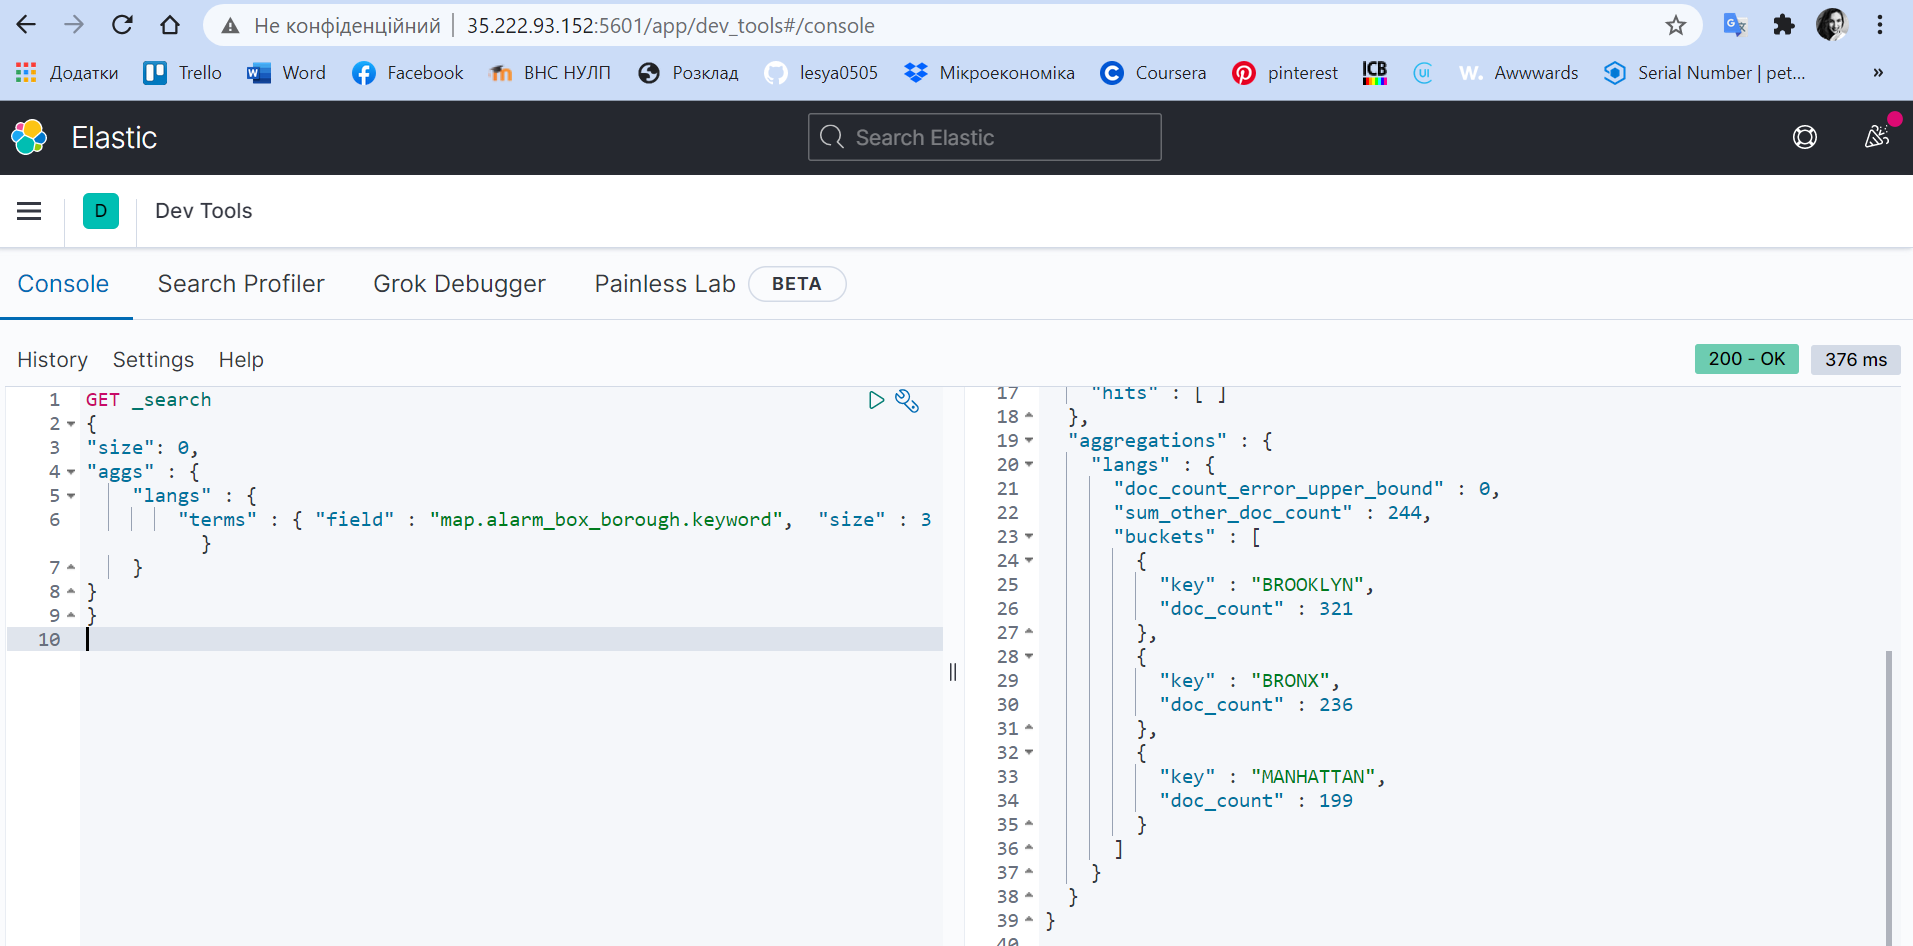 Не конфіденційний 35.222.93.152:5601/app/dev_tools#/console
Додатки Trello Word Facebook ВНС НУЛП Розклад lesya0505 Мікроекономіка Coursera pinterest ICB UI W. Awwwards Serial Number | pet... »
Elastic Search Elastic
D Dev Tools
Console Search Profiler Grok Debugger Painless Lab BETA
History Settings Help 200 - OK 376 ms
1 GET _search
2 {
3 "size": 0,
4 "aggs" : {
5 "langs" : {
6 "terms" : { "field" : "map.alarm_box_borough.keyword", "size" : 3
}
7 }
8 }
9 }
10
17 "hits" : [ ]
18 },
19 "aggregations" : {
20 "langs" : {
21 "doc_count_error_upper_bound" : 0,
22 "sum_other_doc_count" : 244,
23 "buckets" : [
24 {
25 "key" : "BROOKLYN",
26 "doc_count" : 321
27 },
28 {
29 "key" : "BRONX",
30 "doc_count" : 236
31 },
32 {
33 "key" : "MANHATTAN",
34 "doc_count" : 199
35 }
36 ]
37 }
38 }
39 }
40